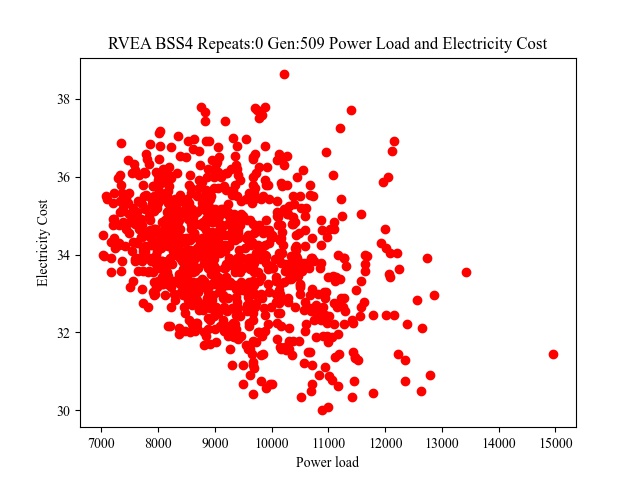 RVEA BSS4 Repeats:0 Gen:509 Power Load and Electricity Cost
38
36
34
32
30
Electricity Cost
7000 8000 9000 10000 11000 12000 13000 14000 15000
Power load